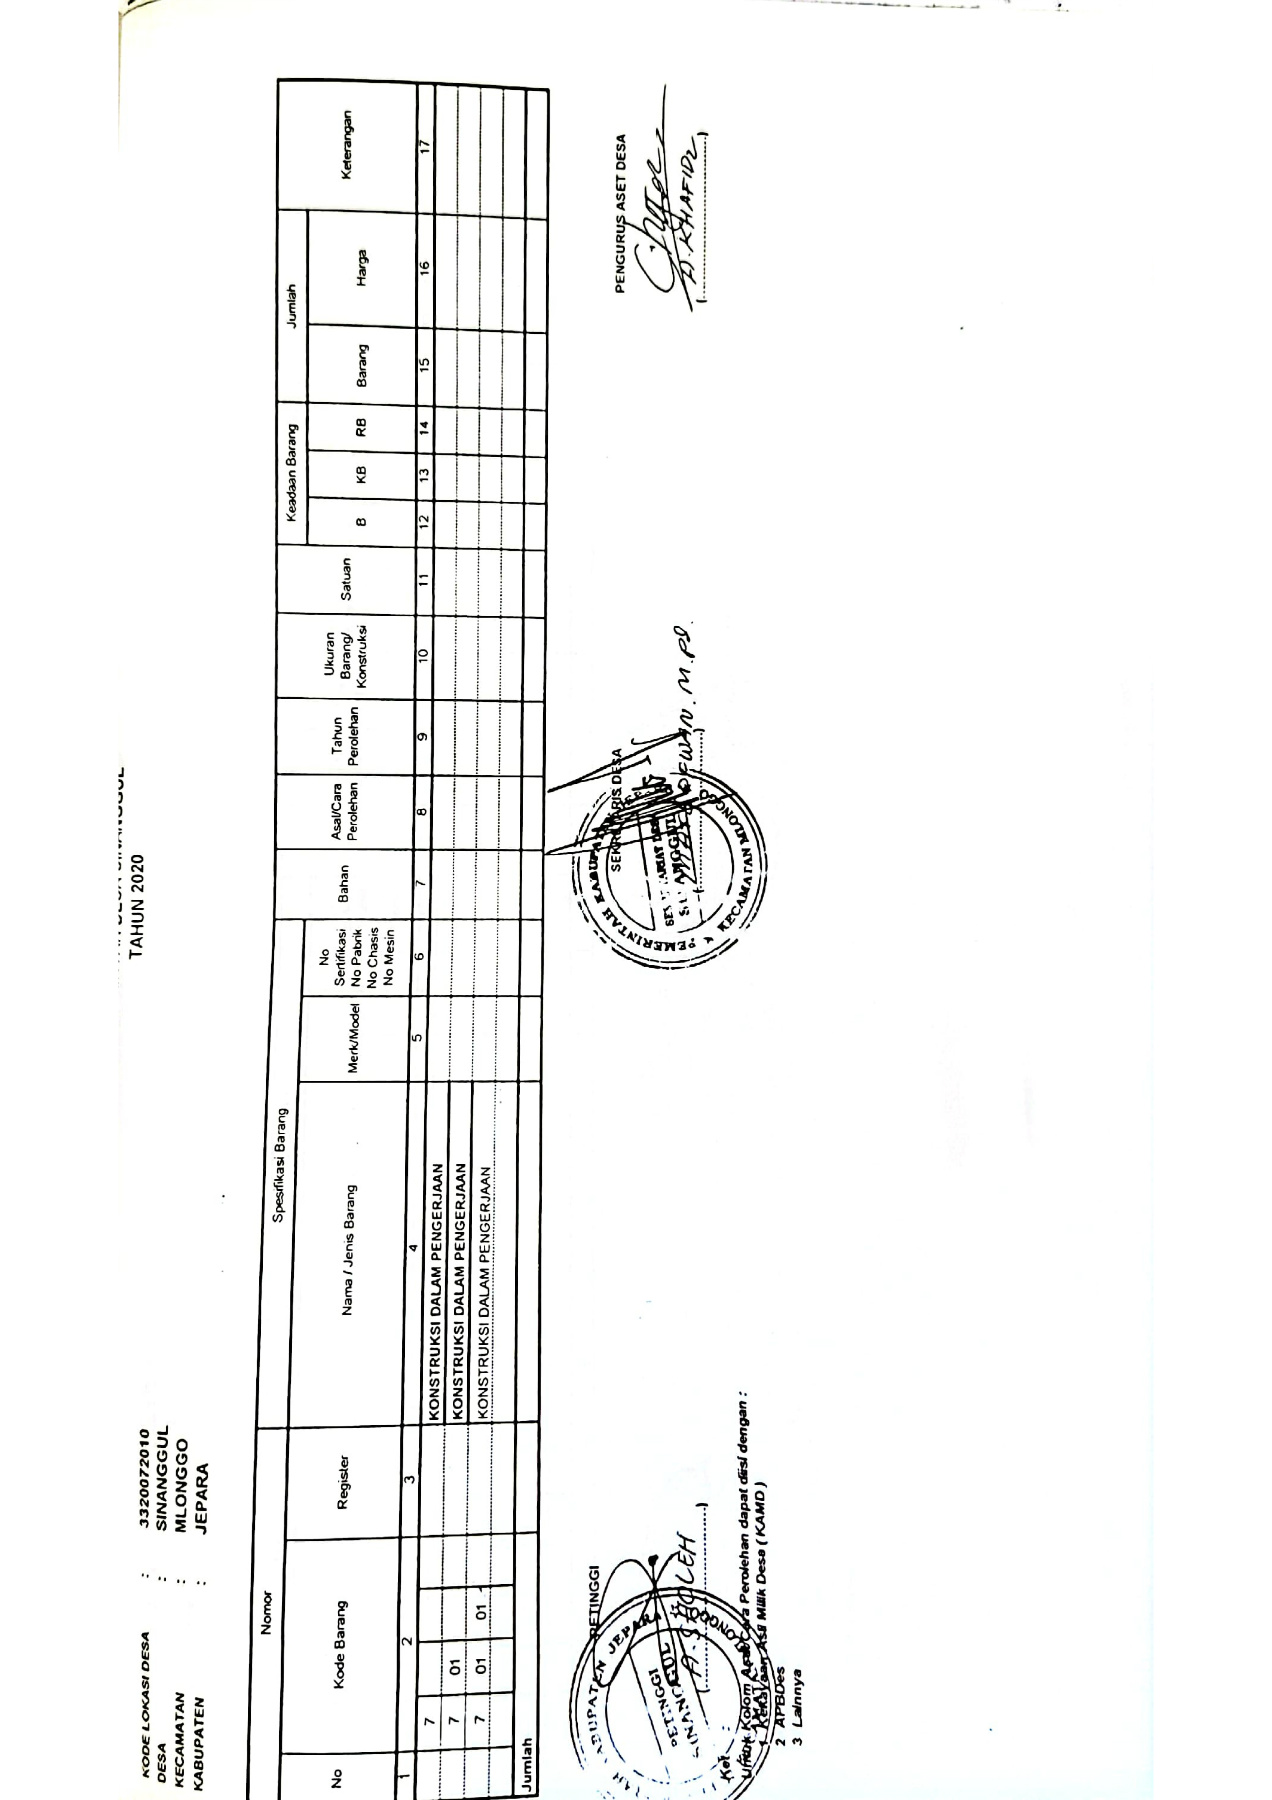 TAHUN 2020
KODE LOKASI DESA : 3320072010
DESA : SINANGGUL
KECAMATAN : MLONGGO
KABUPATEN : JEPARA
Nomor Spesifikasi Barang Keadaan Barang Jumlah
No Kode Barang Register Nama / Jenis Barang Merk/Model No Sertifikasi No Pabrik No Chasis No Mesin Bahan Asal/Cara Perolehan Tahun Perolehan Ukuran Barang/ Konstruksi Satuan B KB RB Barang Harga Keterangan
1 2 3 4 5 6 7 8 9 10 11 12 13 14 15 16 17
7 KONSTRUKSI DALAM PENGERJAAN
7 01 KONSTRUKSI DALAM PENGERJAAN
7 01 01 KONSTRUKSI DALAM PENGERJAAN
Jumlah
PETINGGI
KABUPATEN JEPARA
PETINGGI
SINANGGUL
A. SHOLEH
SEKRETARIS DESA
PEMERINTAH KABUPATEN
SEKRETARIAT DESA
SINANGGUL
KECAMATAN MLONGGO
M.Pd.
PENGURUS ASET DESA
A. KHAFIDZ
Ket :
Untuk Kolom Asal/Cara Perolehan dapat diisi dengan :
1 Kekayaan Asli Milik Desa ( KAMD )
2 APBDes
3 Lainnya